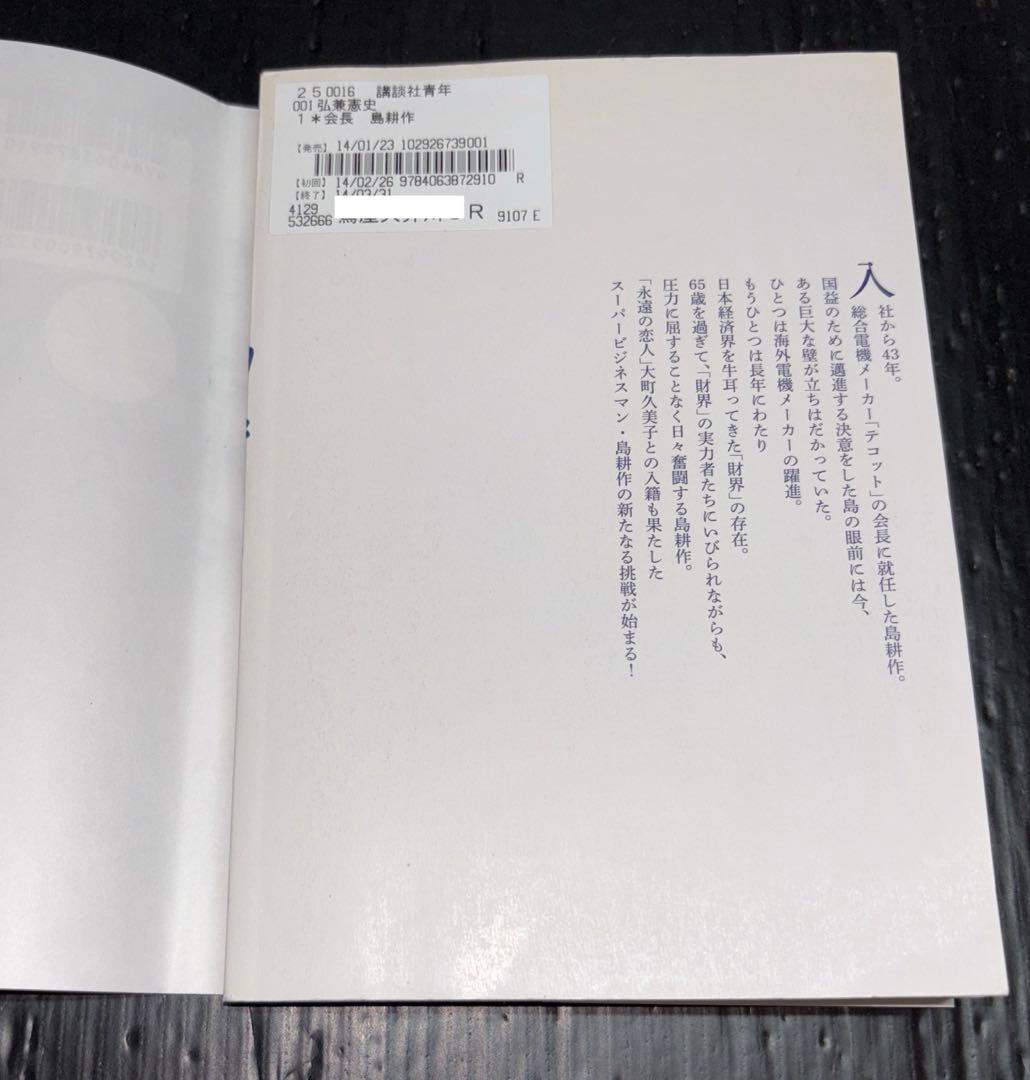 ２５0016　講談社青年
001弘兼憲史
１＊会長　島耕作
【発売】 14/01/23 102926739001
【初回】 14/02/26 9784063872910 R
【終了】 14/03/31
4129
532666 R 9107 E
入社から43年。
総合電機メーカー「テコット」の会長に就任した島耕作。
国益のために邁進する決意をした島の眼前には今、
ある巨大な壁が立ちはだかっていた。
ひとつは海外電機メーカーの躍進。
もうひとつは長年にわたり
日本経済界を牛耳ってきた「財界」の存在。
65歳を過ぎて、「財界」の実力者たちにいびられながらも、
圧力に屈することなく日々奮闘する島耕作。
「永遠の恋人」大町久美子との入籍も果たした
スーパービジネスマン・島耕作の新たなる挑戦が始まる！